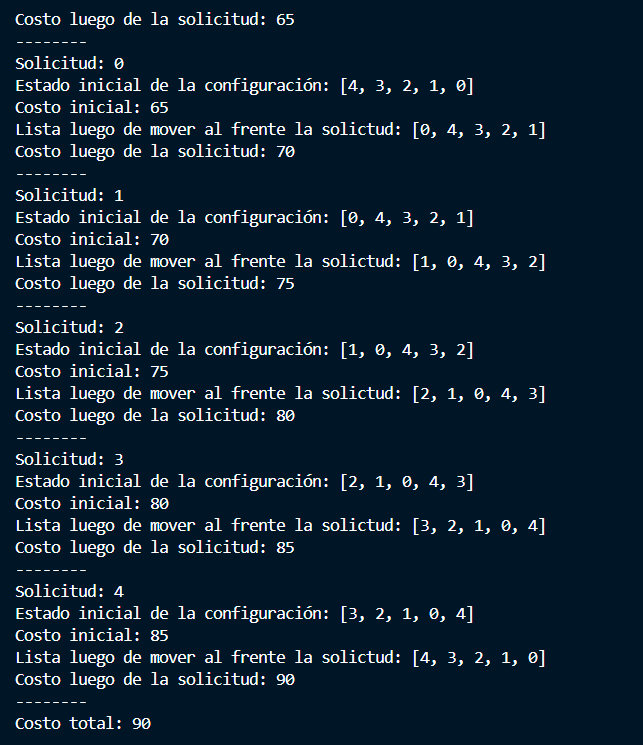 Costo luego de la solicitud: 65
--------
Solicitud: 0
Estado inicial de la configuración: [4, 3, 2, 1, 0]
Costo inicial: 65
Lista luego de mover al frente la solictud: [0, 4, 3, 2, 1]
Costo luego de la solicitud: 70
--------
Solicitud: 1
Estado inicial de la configuración: [0, 4, 3, 2, 1]
Costo inicial: 70
Lista luego de mover al frente la solictud: [1, 0, 4, 3, 2]
Costo luego de la solicitud: 75
--------
Solicitud: 2
Estado inicial de la configuración: [1, 0, 4, 3, 2]
Costo inicial: 75
Lista luego de mover al frente la solictud: [2, 1, 0, 4, 3]
Costo luego de la solicitud: 80
--------
Solicitud: 3
Estado inicial de la configuración: [2, 1, 0, 4, 3]
Costo inicial: 80
Lista luego de mover al frente la solictud: [3, 2, 1, 0, 4]
Costo luego de la solicitud: 85
--------
Solicitud: 4
Estado inicial de la configuración: [3, 2, 1, 0, 4]
Costo inicial: 85
Lista luego de mover al frente la solictud: [4, 3, 2, 1, 0]
Costo luego de la solicitud: 90
--------
Costo total: 90